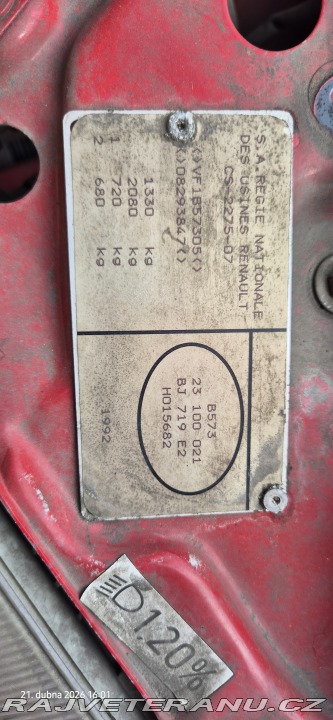 S.A REGIE NATIONALE
DES USINES RENAULT
CS-2275-07
()VF1B57305()
()08293847()
1330 kg
2080 kg
1 720 kg
2 680 kg
B573
23 100 021
BJ 719 E2
H015682
1992
1.20%
21. dubna 2026 16:01
RAJVETERANU.CZ